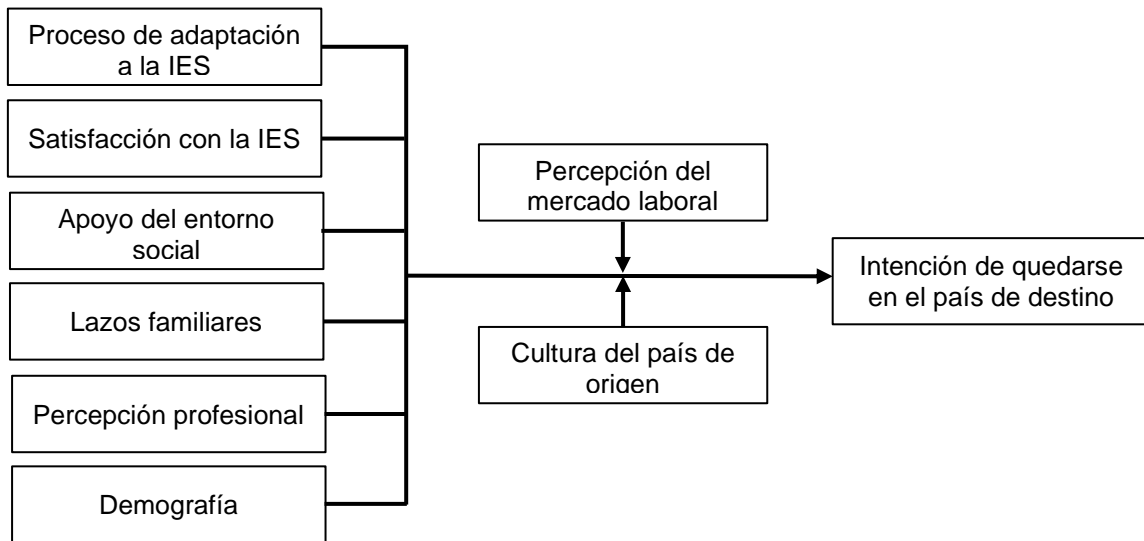 Proceso de adaptación
a la IES
Satisfacción con la IES
Apoyo del entorno
social
Lazos familiares
Percepción profesional
Demografía
Percepción del
mercado laboral
Cultura del país de
origen
Intención de quedarse
en el país de destino